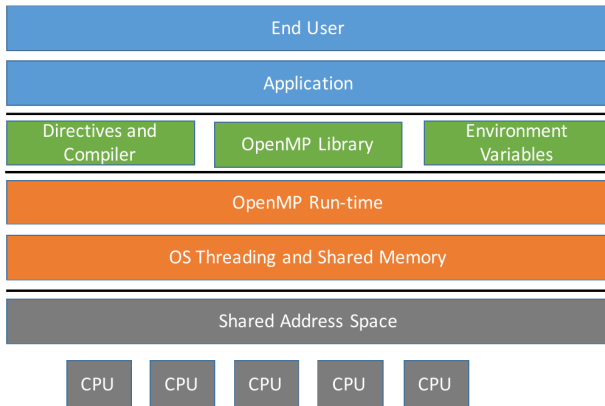 End User
Application
Directives and
Compiler
OpenMP Library
Environment
Variables
OpenMP Run-time
OS Threading and Shared Memory
Shared Address Space
CPU
CPU
CPU
CPU
CPU